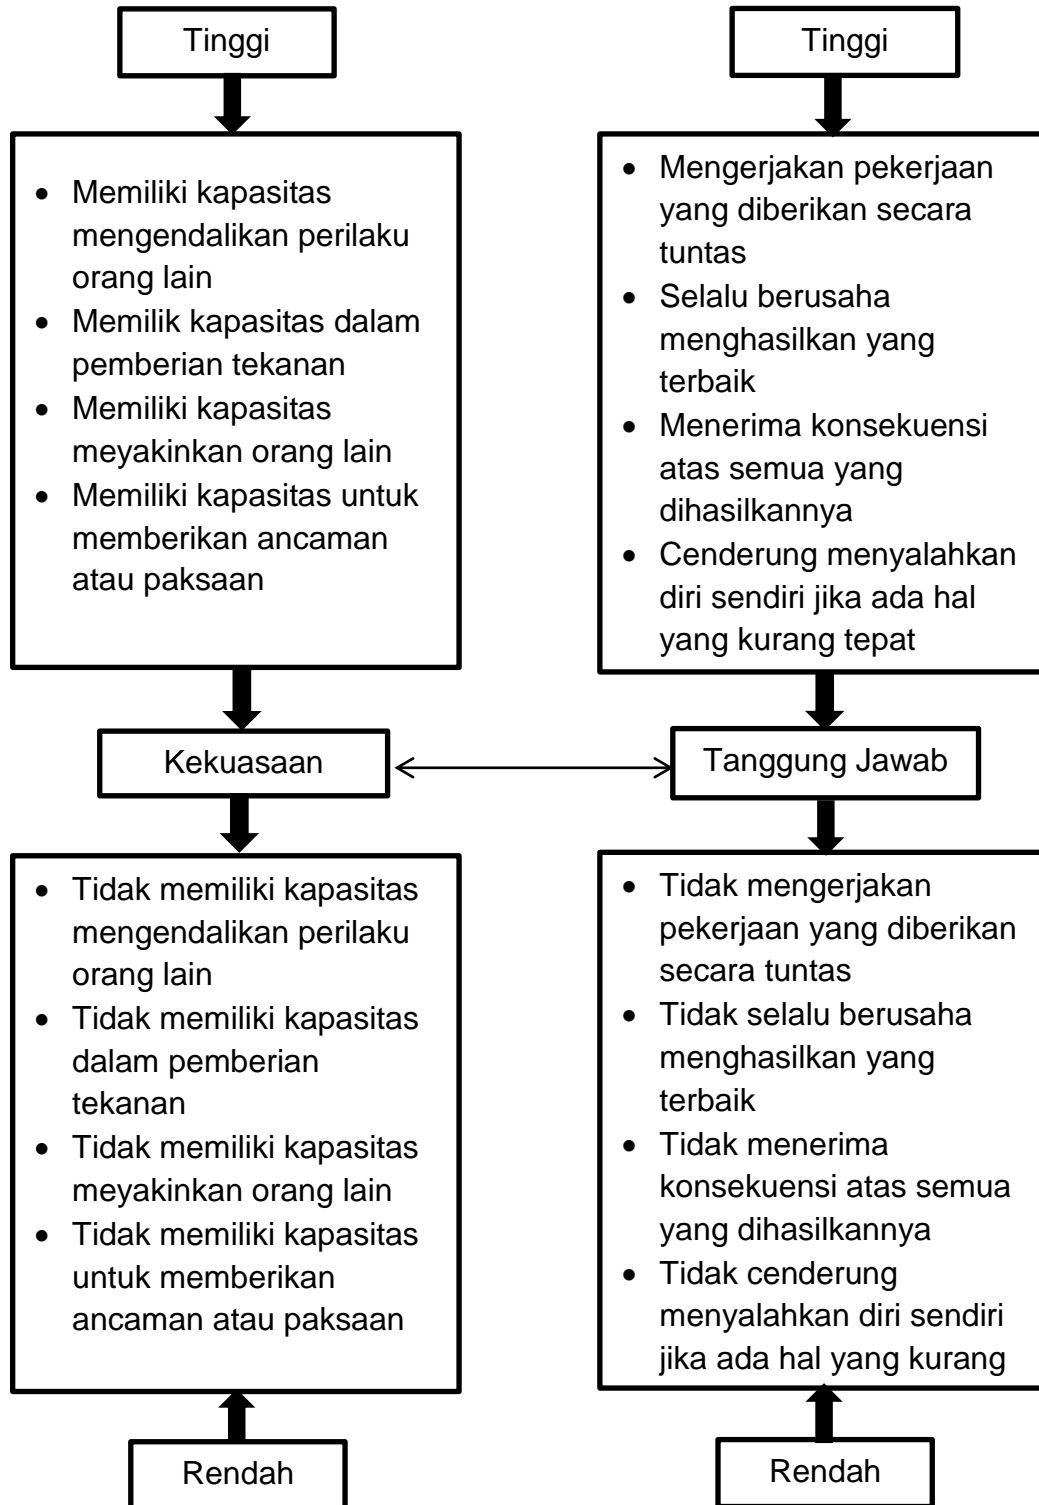 Tinggi
• Memiliki kapasitas
mengendalikan perilaku
orang lain
• Memilik kapasitas dalam
pemberian tekanan
• Memiliki kapasitas
meyakinkan orang lain
• Memiliki kapasitas untuk
memberikan ancaman
atau paksaan
Kekuasaan
• Tidak memiliki kapasitas
mengendalikan perilaku
orang lain
• Tidak memiliki kapasitas
dalam pemberian
tekanan
• Tidak memiliki kapasitas
meyakinkan orang lain
• Tidak memiliki kapasitas
untuk memberikan
ancaman atau paksaan
Rendah
Tinggi
• Mengerjakan pekerjaan
yang diberikan secara
tuntas
• Selalu berusaha
menghasilkan yang
terbaik
• Menerima konsekuensi
atas semua yang
dihasilkannya
• Cenderung menyalahkan
diri sendiri jika ada hal
yang kurang tepat
Tanggung Jawab
• Tidak mengerjakan
pekerjaan yang diberikan
secara tuntas
• Tidak selalu berusaha
menghasilkan yang
terbaik
• Tidak menerima
konsekuensi atas semua
yang dihasilkannya
• Tidak cenderung
menyalahkan diri sendiri
jika ada hal yang kurang
Rendah